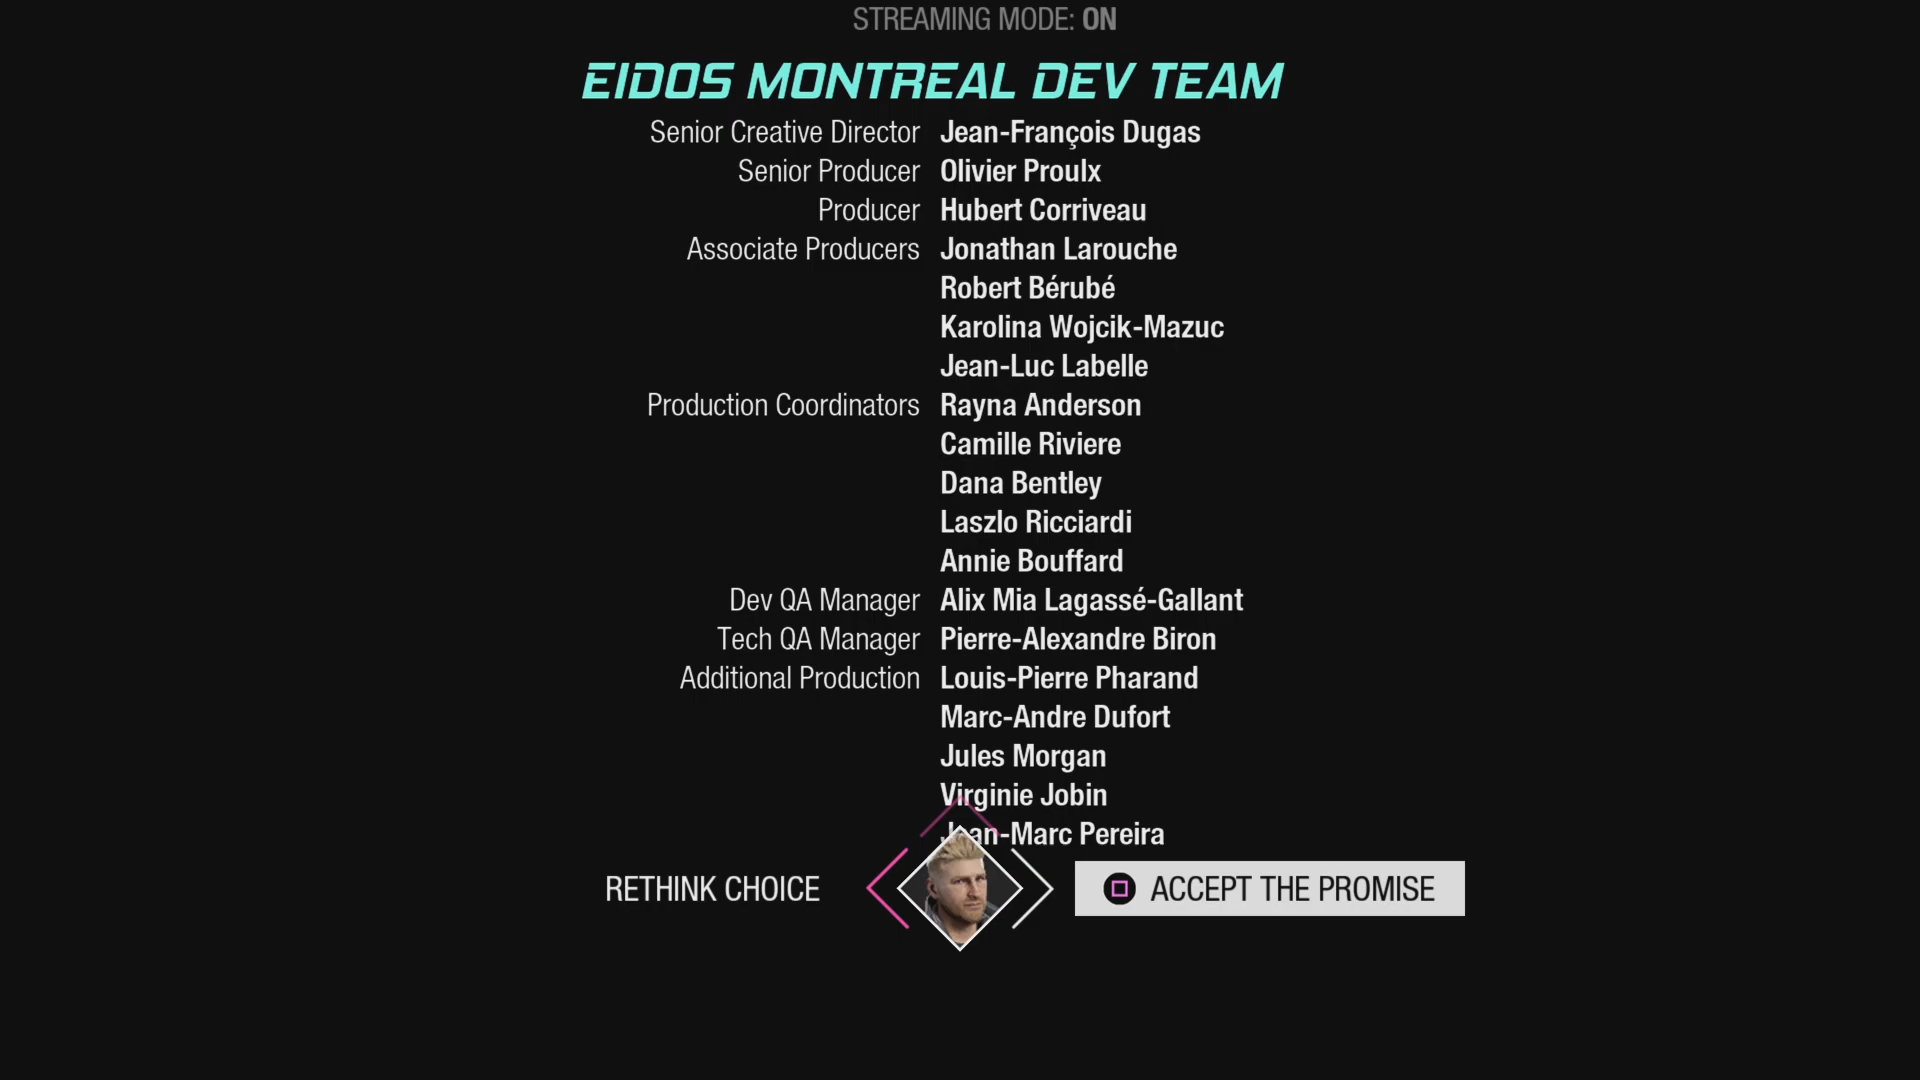 STREAMING MODE: ON
EIDOS MONTREAL DEV TEAM
Senior Creative Director Jean-François Dugas
Senior Producer Olivier Proulx
Producer Hubert Corriveau
Associate Producers Jonathan Larouche
Robert Bérubé
Karolina Wojcik-Mazuc
Jean-Luc Labelle
Production Coordinators Rayna Anderson
Camille Riviere
Dana Bentley
Laszlo Ricciardi
Annie Bouffard
Dev QA Manager Alix Mia Lagassé-Gallant
Tech QA Manager Pierre-Alexandre Biron
Additional Production Louis-Pierre Pharand
Marc-Andre Dufort
Jules Morgan
Virginie Jobin
Jean-Marc Pereira
RETHINK CHOICE ACCEPT THE PROMISE